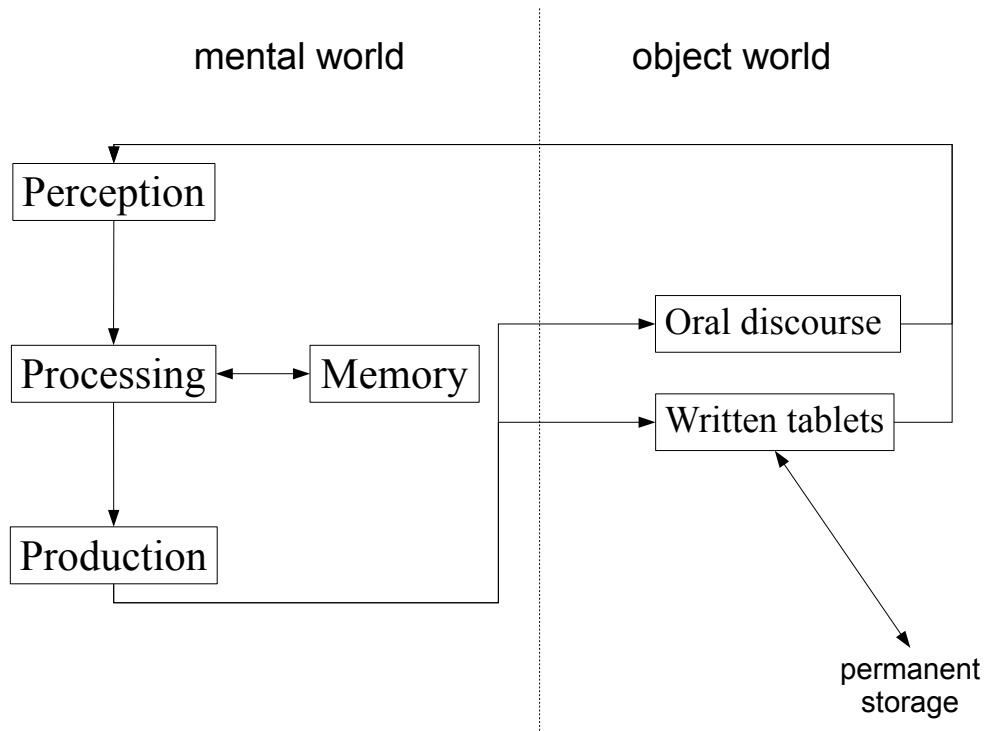 mental world
object world
Perception
Oral discourse
Processing
Memory
Written tablets
Production
permanent
storage